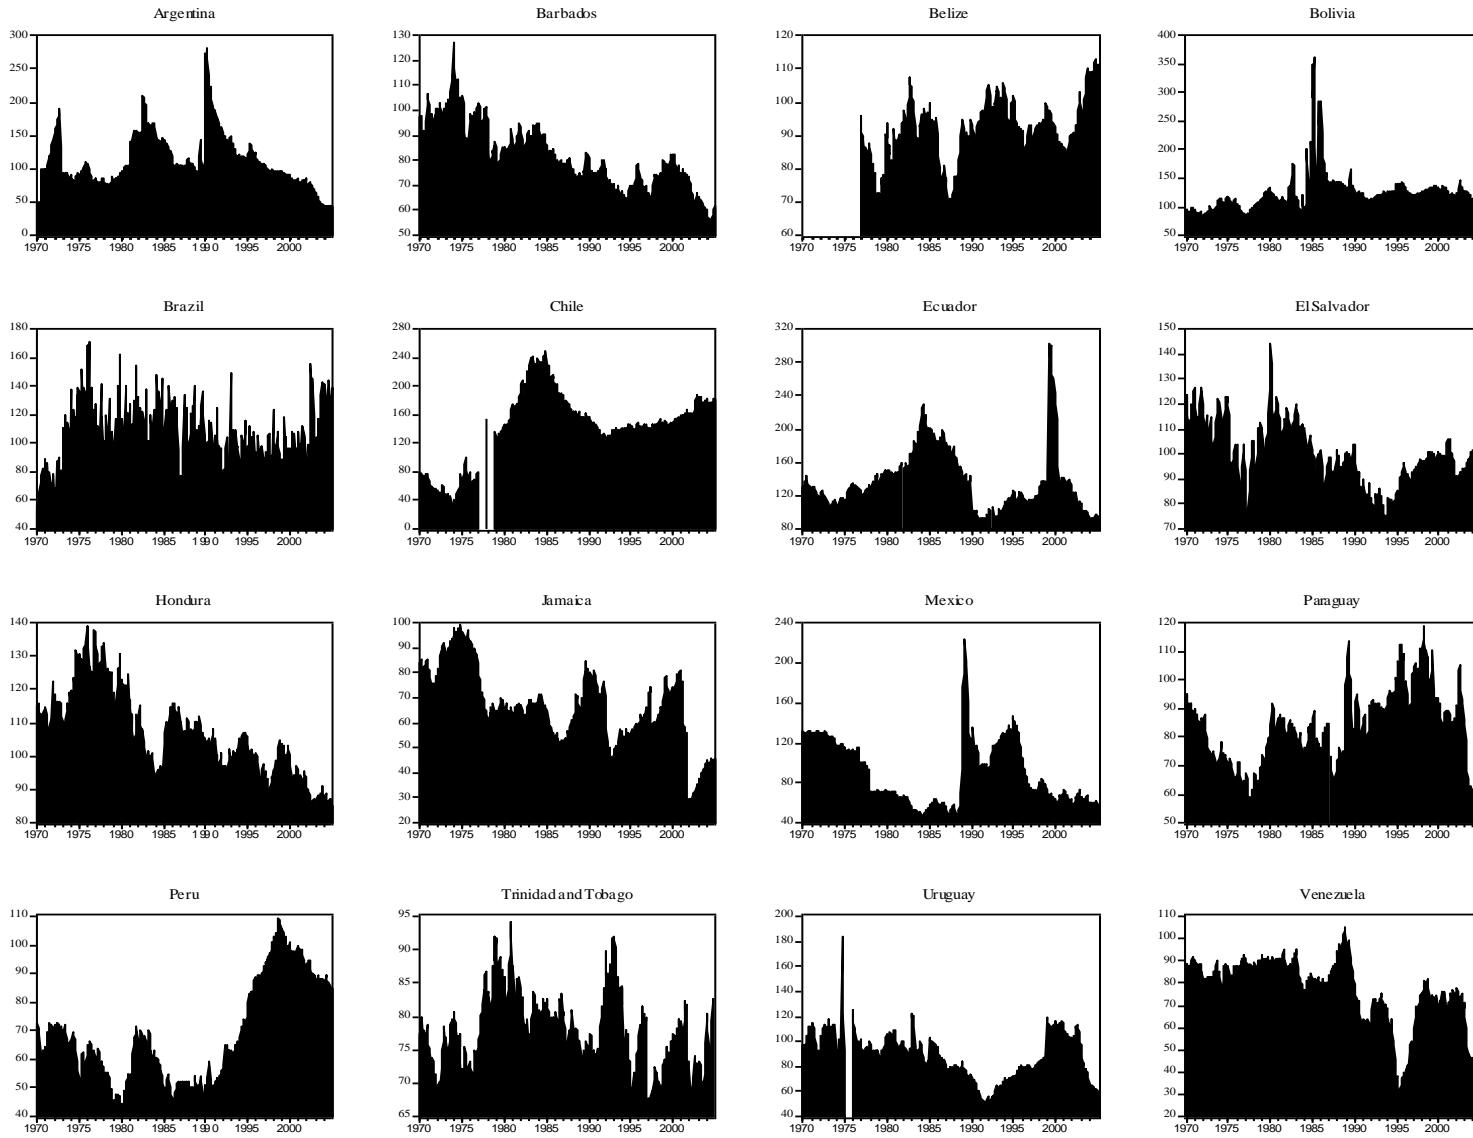 Argentina Barbados Belize Bolivia
300 130 120 400
250 120 110 350
200 110 100 300
150 100 90 250
100 90 80 200
50 80 70 150
0 70 60 100
60 50
50
1970 1975 1980 1985 1990 1995 2000 1970 1975 1980 1985 1990 1995 2000 1970 1975 1980 1985 1990 1995 2000 1970 1975 1980 1985 1990 1995 2000
Brazil Chile Ecuador El Salvador
180 280 320 150
160 240 280 140
140 200 240 130
120 160 200 120
100 120 160 110
80 80 120 100
60 40 80 90
40 0 80
70
1970 1975 1980 1985 1990 1995 2000 1970 1975 1980 1985 1990 1995 2000 1970 1975 1980 1985 1990 1995 2000 1970 1975 1980 1985 1990 1995 2000
Hondura Jamaica Mexico Paraguay
140 100 240 120
130 90 200 110
120 80 160 100
110 70 120 90
100 60 80 80
90 50 40 70
80 40 60
30 50
20
1970 1975 1980 1985 1990 1995 2000 1970 1975 1980 1985 1990 1995 2000 1970 1975 1980 1985 1990 1995 2000 1970 1975 1980 1985 1990 1995 2000
Peru Trinidad and Tobago Uruguay Venezuela
110 95 200 110
100 90 180 100
90 85 160 90
80 80 140 80
70 75 120 70
60 70 100 60
50 65 80 50
40 60 40
40 30
20
1970 1975 1980 1985 1990 1995 2000 1970 1975 1980 1985 1990 1995 2000 1970 1975 1980 1985 1990 1995 2000 1970 1975 1980 1985 1990 1995 2000